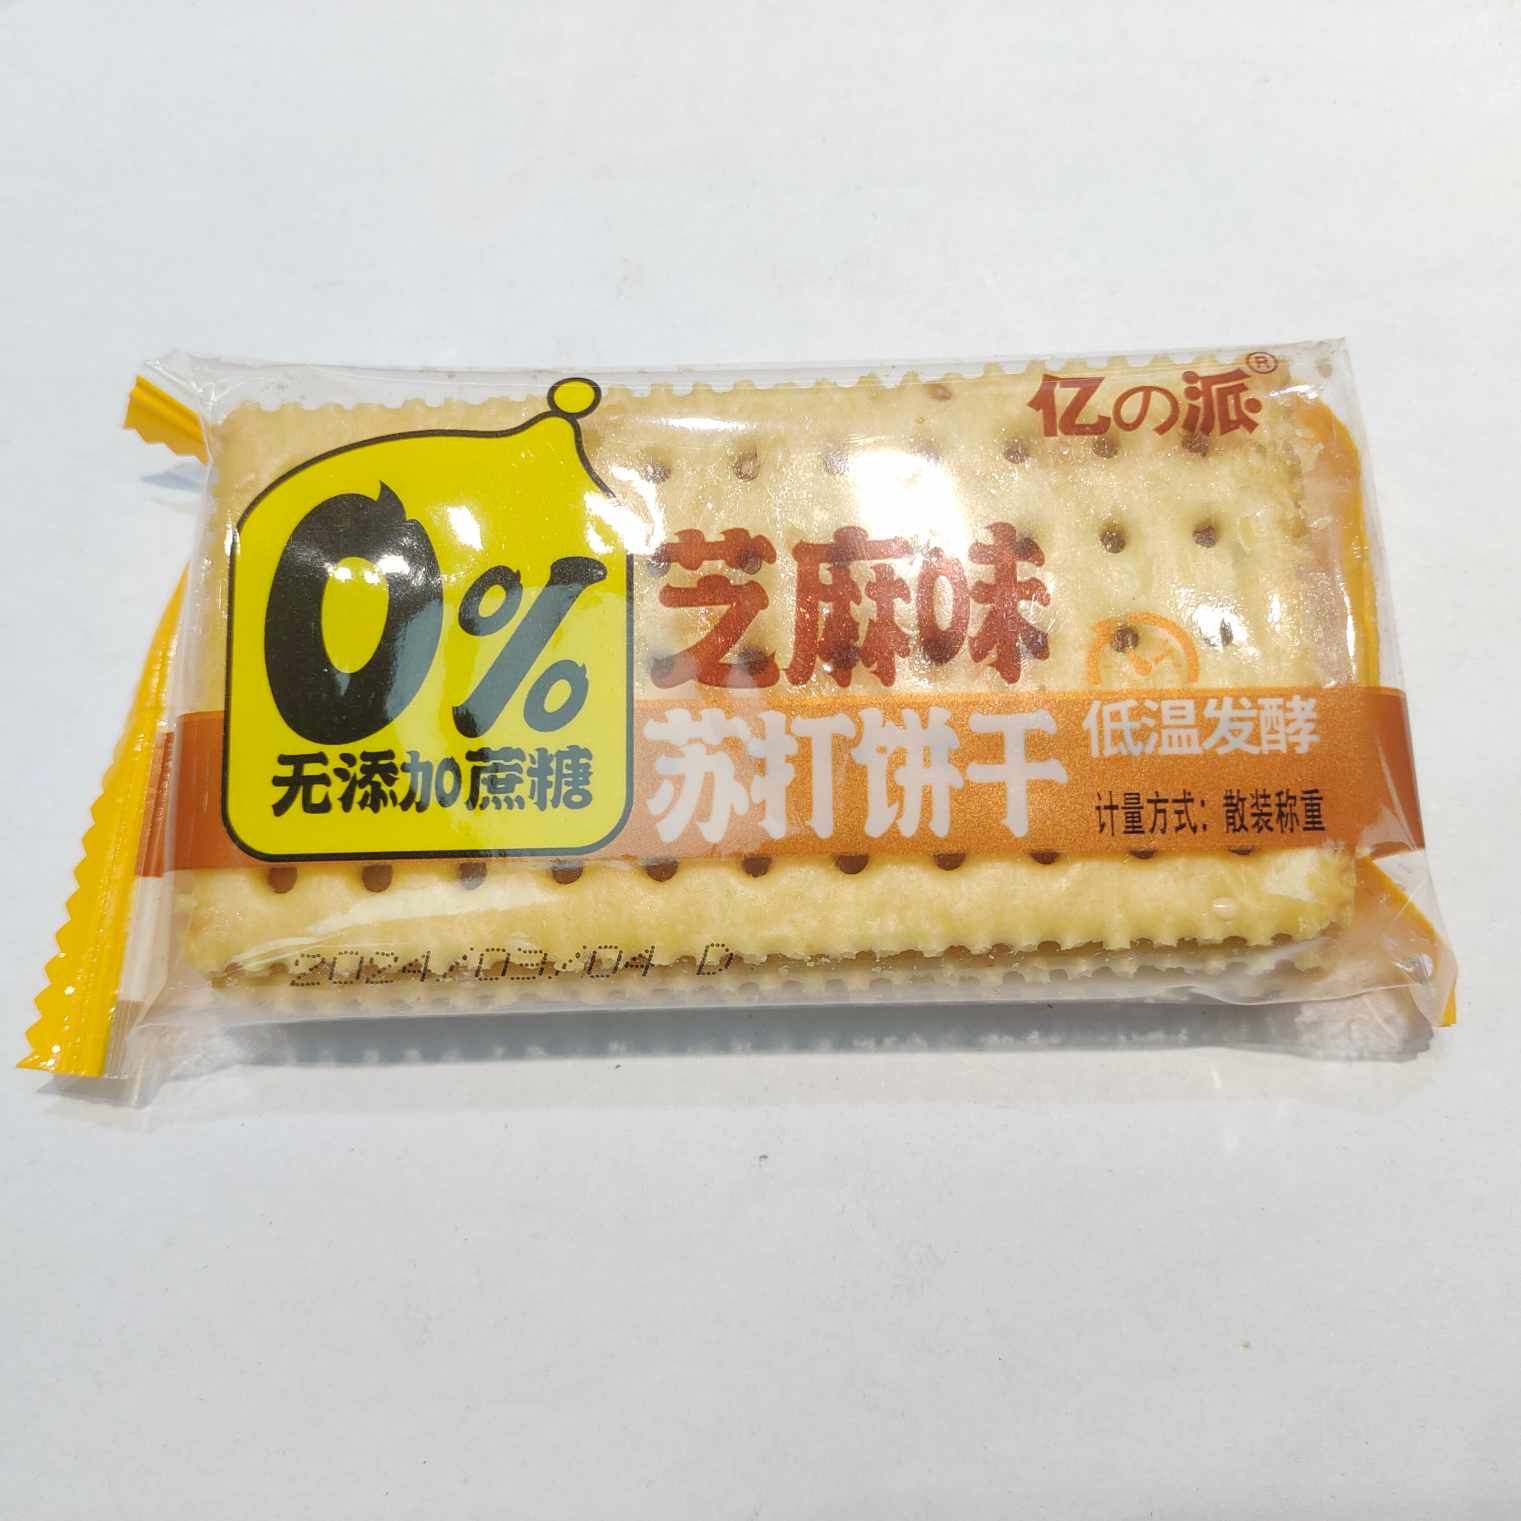 亿の派®
0%
无添加蔗糖
芝麻味
苏打饼干
低温发酵
计量方式：散装称重
2024/03/04 D